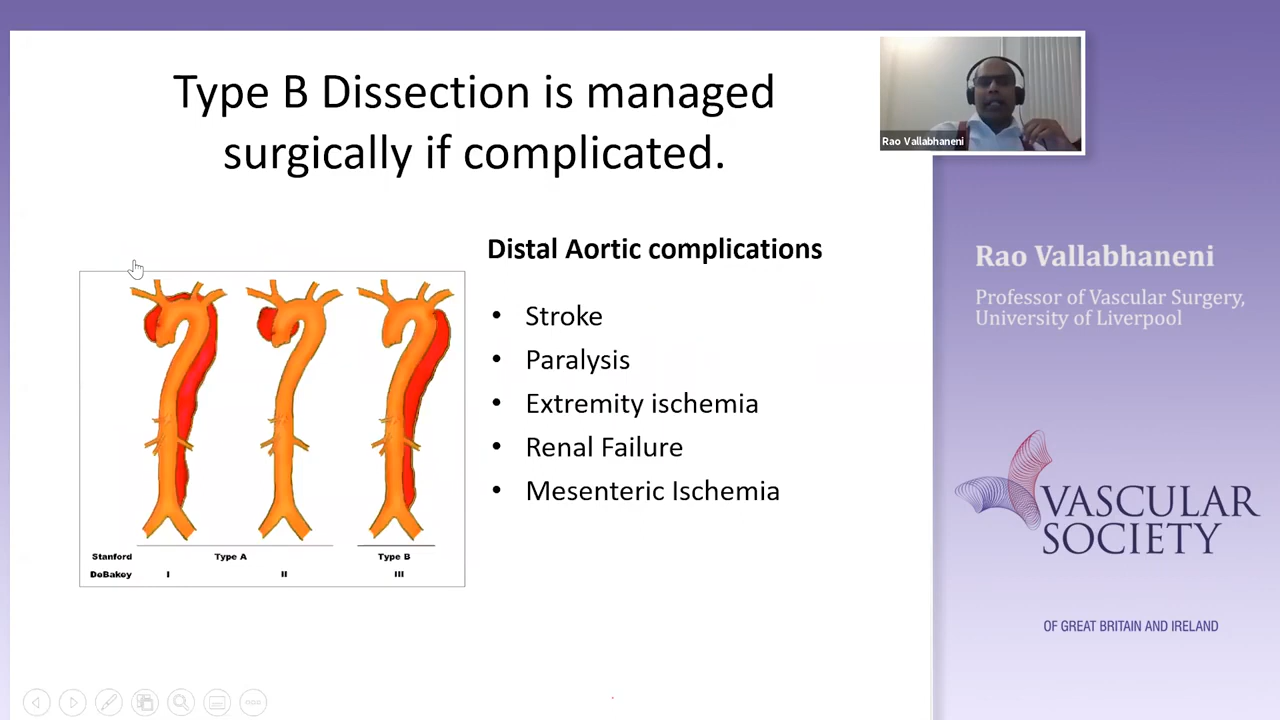 Type B Dissection is managed
surgically if complicated.
Rao Vallabhaneni
Distal Aortic complications
• Stroke
• Paralysis
• Extremity ischemia
• Renal Failure
• Mesenteric Ischemia
Stanford Type A Type B
DeBakey I II III
Rao Vallabhaneni
Professor of Vascular Surgery,
University of Liverpool
VASCULAR
SOCIETY
OF GREAT BRITAIN AND IRELAND